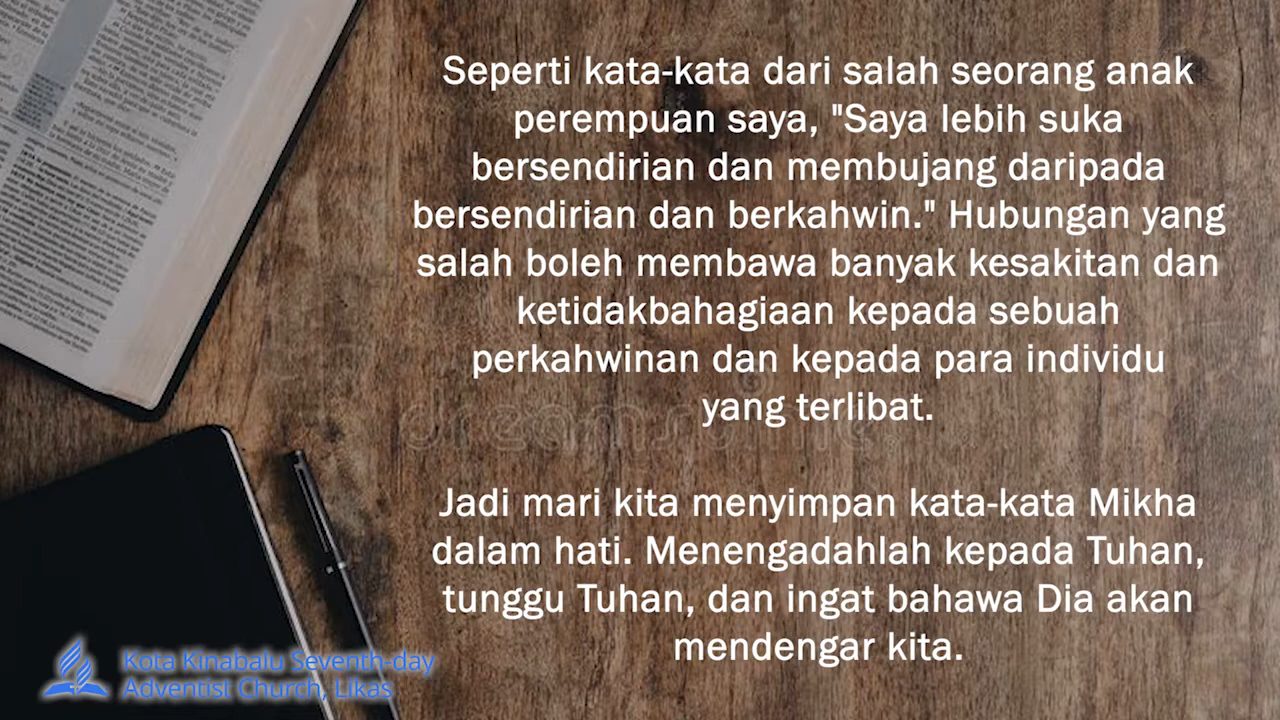 Seperti kata-kata dari salah seorang anak
perempuan saya, "Saya lebih suka
bersendirian dan membujang daripada
bersendirian dan berkahwin." Hubungan yang
salah boleh membawa banyak kesakitan dan
ketidakbahagiaan kepada sebuah
perkahwinan dan kepada para individu
yang terlibat.
Jadi mari kita menyimpan kata-kata Mikha
dalam hati. Menengadahlah kepada Tuhan,
tunggu Tuhan, dan ingat bahawa Dia akan
mendengar kita.
Kota Kinabalu Seventh-day
Adventist Church, Likas